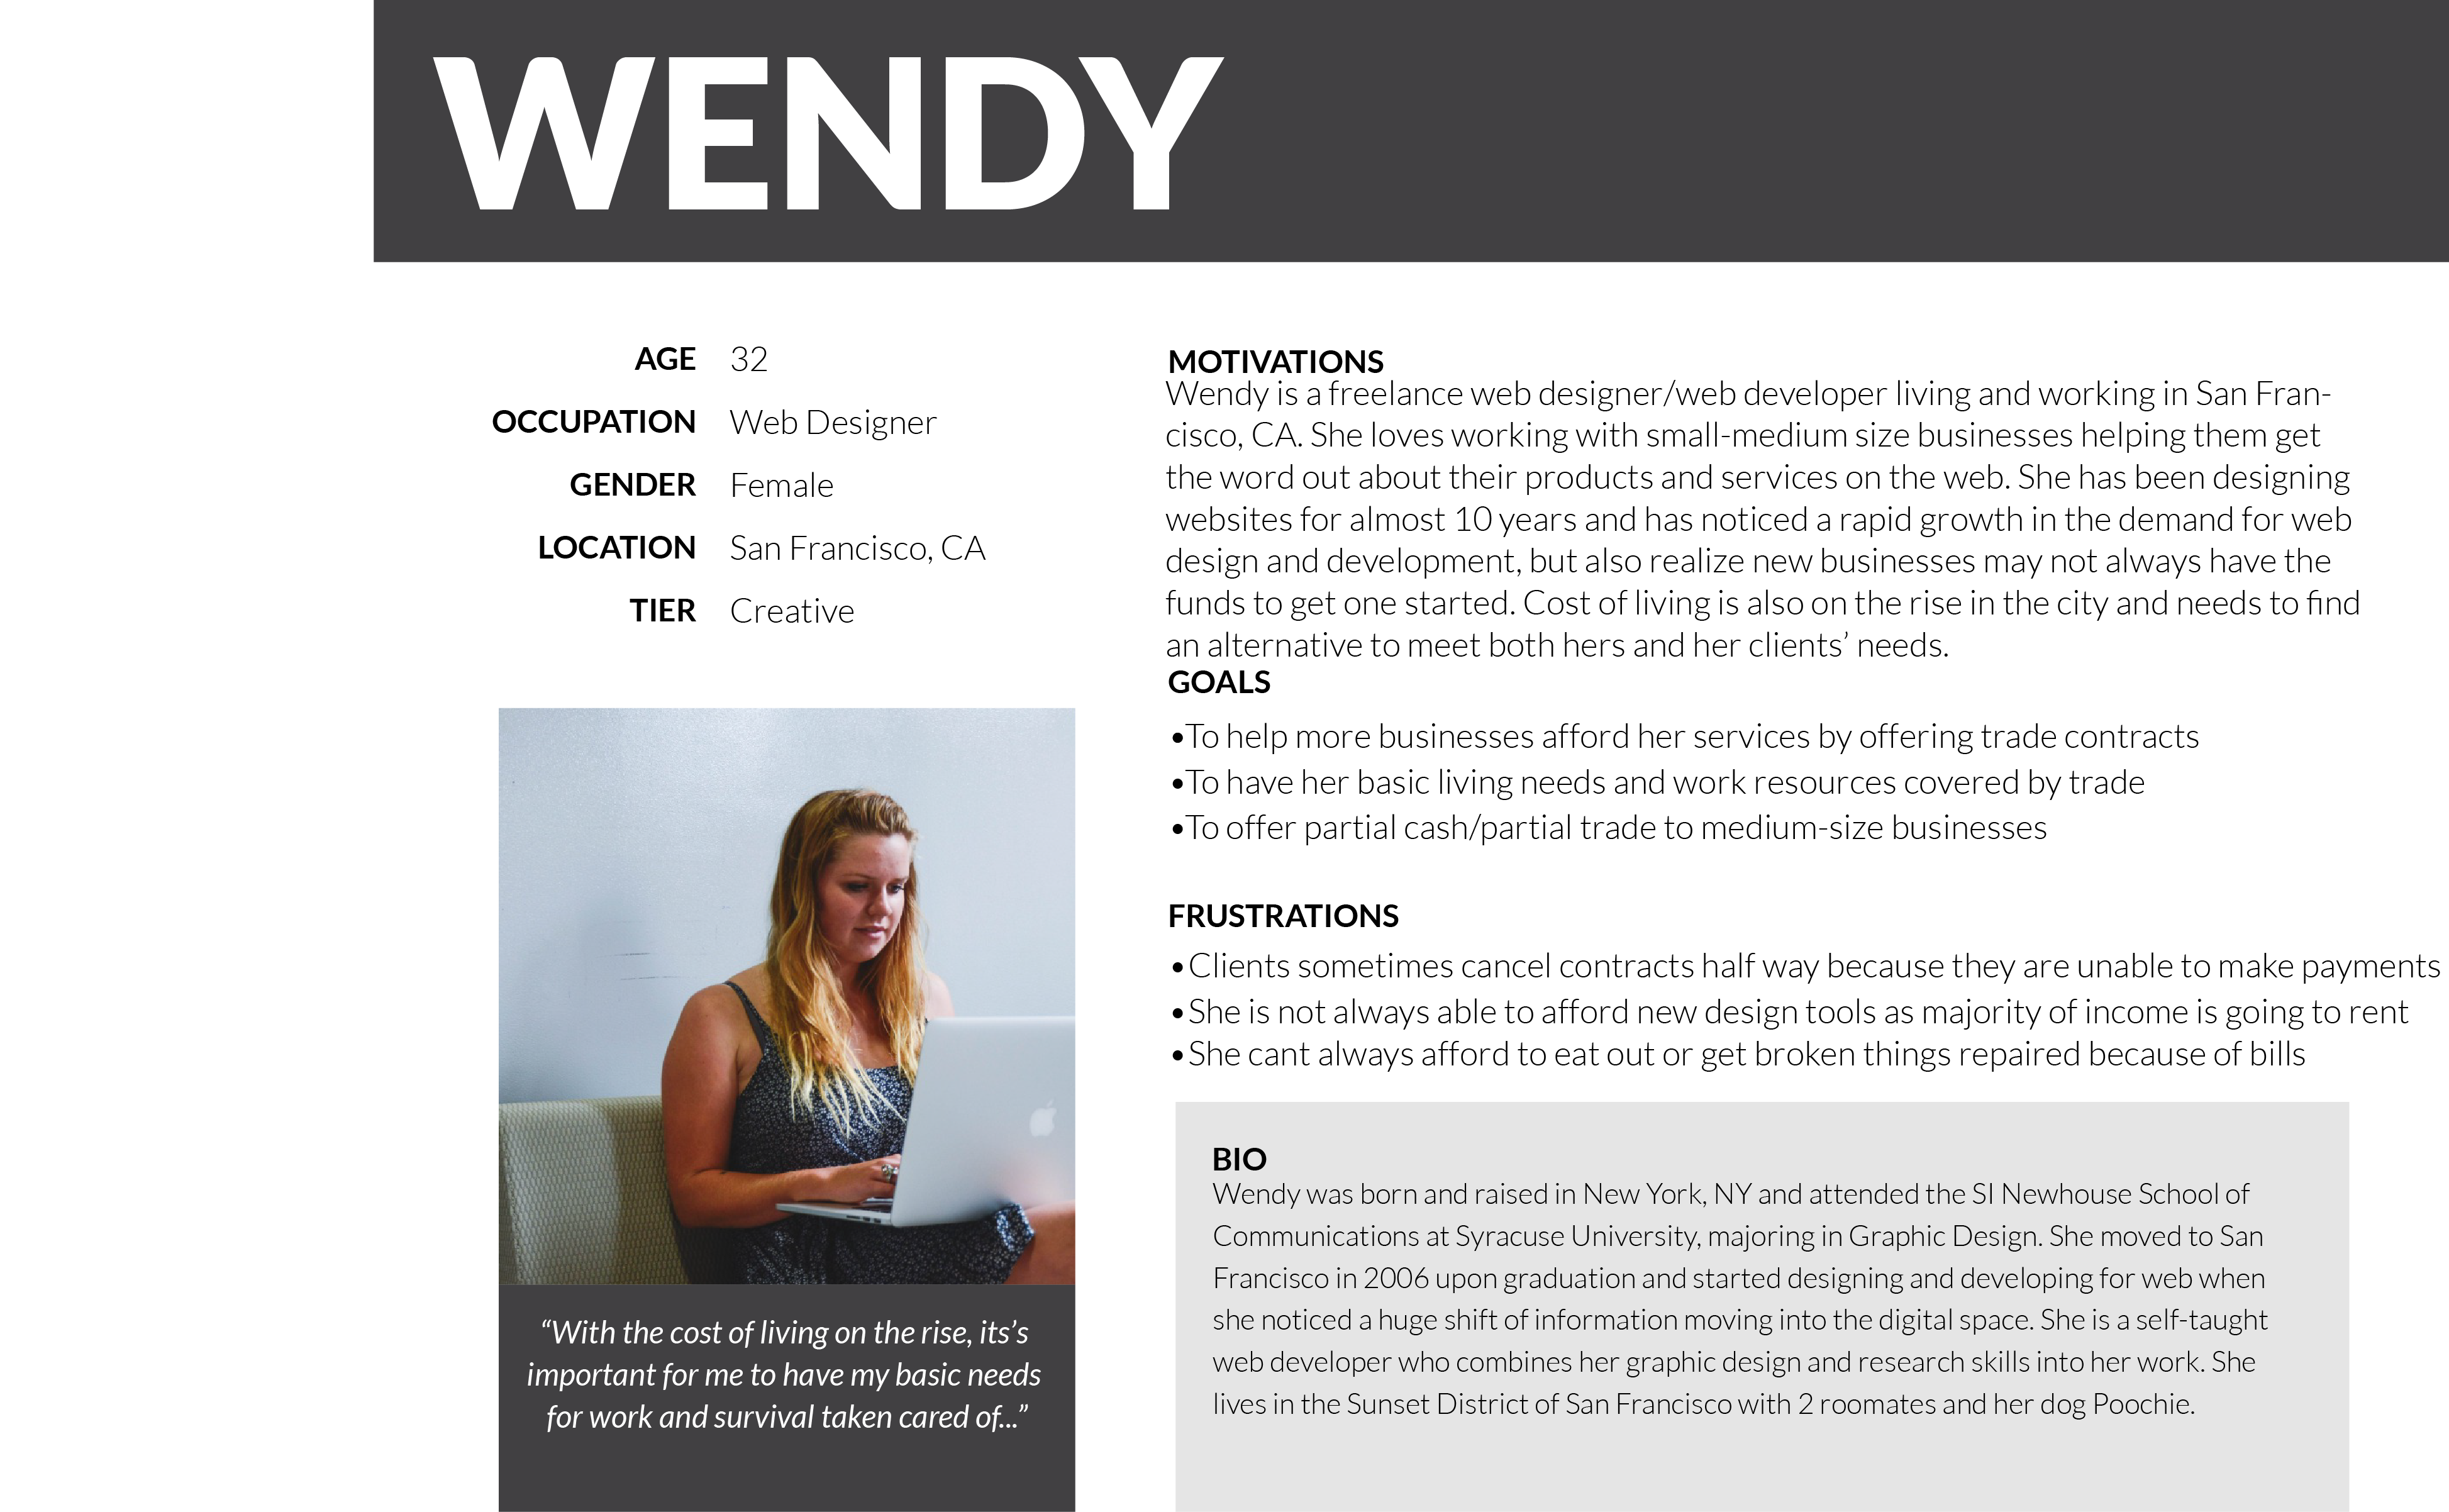 WENDY
AGE 32
OCCUPATION Web Designer
GENDER Female
LOCATION San Francisco, CA
TIER Creative
“With the cost of living on the rise, its’s
important for me to have my basic needs
for work and survival taken cared of...”
MOTIVATIONS
Wendy is a freelance web designer/web developer living and working in San Fran-
cisco, CA. She loves working with small-medium size businesses helping them get
the word out about their products and services on the web. She has been designing
websites for almost 10 years and has noticed a rapid growth in the demand for web
design and development, but also realize new businesses may not always have the
funds to get one started. Cost of living is also on the rise in the city and needs to find
an alternative to meet both hers and her clients’ needs.
GOALS
•To help more businesses afford her services by offering trade contracts
•To have her basic living needs and work resources covered by trade
•To offer partial cash/partial trade to medium-size businesses
FRUSTRATIONS
•Clients sometimes cancel contracts half way because they are unable to make payments
•She is not always able to afford new design tools as majority of income is going to rent
•She cant always afford to eat out or get broken things repaired because of bills
BIO
Wendy was born and raised in New York, NY and attended the SI Newhouse School of
Communications at Syracuse University, majoring in Graphic Design. She moved to San
Francisco in 2006 upon graduation and started designing and developing for web when
she noticed a huge shift of information moving into the digital space. She is a self-taught
web developer who combines her graphic design and research skills into her work. She
lives in the Sunset District of San Francisco with 2 roomates and her dog Poochie.